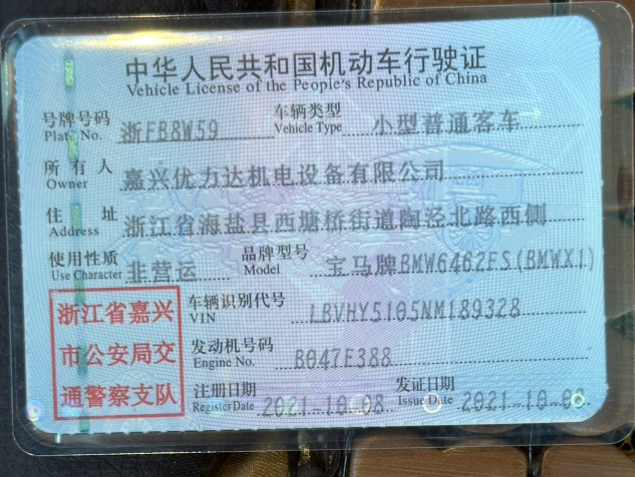 中华人民共和国机动车行驶证
Vehicle License of the People's Republic of China
号牌号码 Plate No. 浙FB8W59 车辆类型 Vehicle Type 小型普通客车
所有人 Owner 嘉兴优力达机电设备有限公司
住址 Address 浙江省海盐县西塘桥街道陶泾北路西侧
使用性质 Use Character 非营运 品牌型号 Model 宝马牌BMW6462FS(BMWX1)
车辆识别代号 VIN LBVHY5105NM189328
发动机号码 Engine No. B047E388
注册日期 Register Date 2021-10-08 发证日期 Issue Date 2021-10-08
浙江省嘉兴
市公安局交
通警察支队